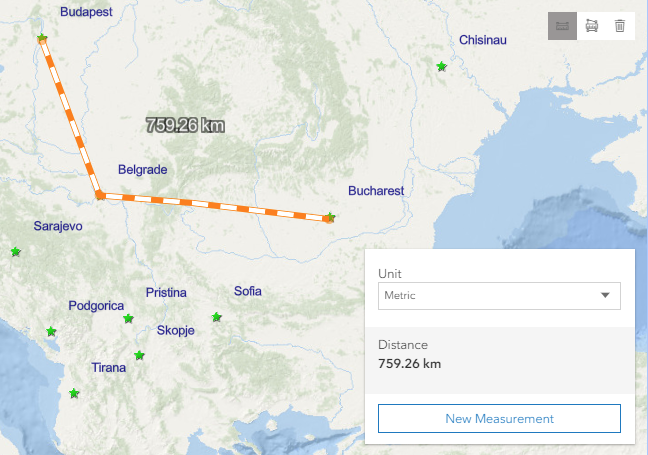 Budapest
Chisinau
759.26 km
Belgrade
Bucharest
Sarajevo
Pristina
Sofia
Podgorica
Skopje
Tirana
Unit
Metric
Distance
759.26 km
New Measurement